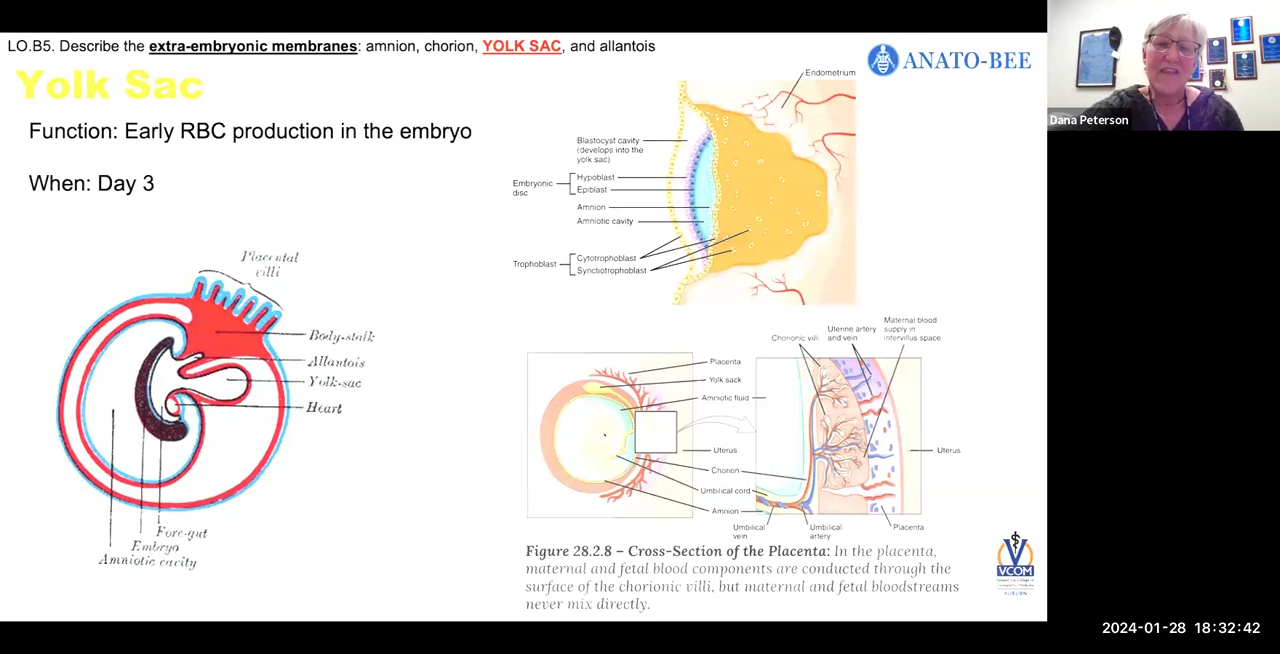 LO.B5. Describe the extra-embryonic membranes: amnion, chorion, YOLK SAC, and allantois
ANATO-BEE
Dana Peterson
Yolk Sac
Function: Early RBC production in the embryo
When: Day 3
Endometrium
Blastocyst cavity
(develops into the
yolk sac)
Embryonic
disc
Hypoblast
Epiblast
Amnion
Amniotic cavity
Trophoblast
Cytotrophoblast
Synctiotrophoblast
Placental
villi
Body-stalk
Allantois
Yolk-sac
Heart
Fore-gut
Embryo
Amniotic cavity
Placenta
Yolk sack
Amniotic fluid
Uterus
Chorion
Umbilical cord
Amnion
Chorionic villi
Uterine artery
and vein
Maternal blood
supply in
intervillus space
Uterus
Umbilical
vein
Umbilical
artery
Placenta
Figure 28.2.8 – Cross-Section of the Placenta: In the placenta,
maternal and fetal blood components are conducted through the
surface of the chorionic villi, but maternal and fetal bloodstreams
never mix directly.
VCOM
AUBURN
2024-01-28 18:32:42